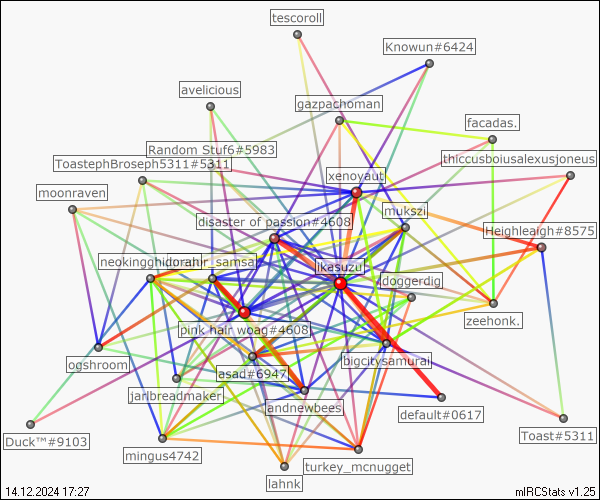 tescoroll
Knowun#6424
avelicious
gazpachoman
facadas.
Random Stuf6#5983
ToastephBroseph5311#5311
thiccusboiusalexusjoneus
xenoyaut
moonraven
mukszi
disaster of passion#4608
Heighleagh#8575
neokingghidorah
r_samsa
ikasuzu
doggerdig
zeehonk.
pink hair woag#4608
ogshroom
bigcitysamurai
asad#6947
jarlbreadmaker
andnewbees
default#0617
Duck™#9103
Toast#5311
mingus4742
turkey_mcnugget
lahnk
14.12.2024 17:27
mIRCStats v1.25